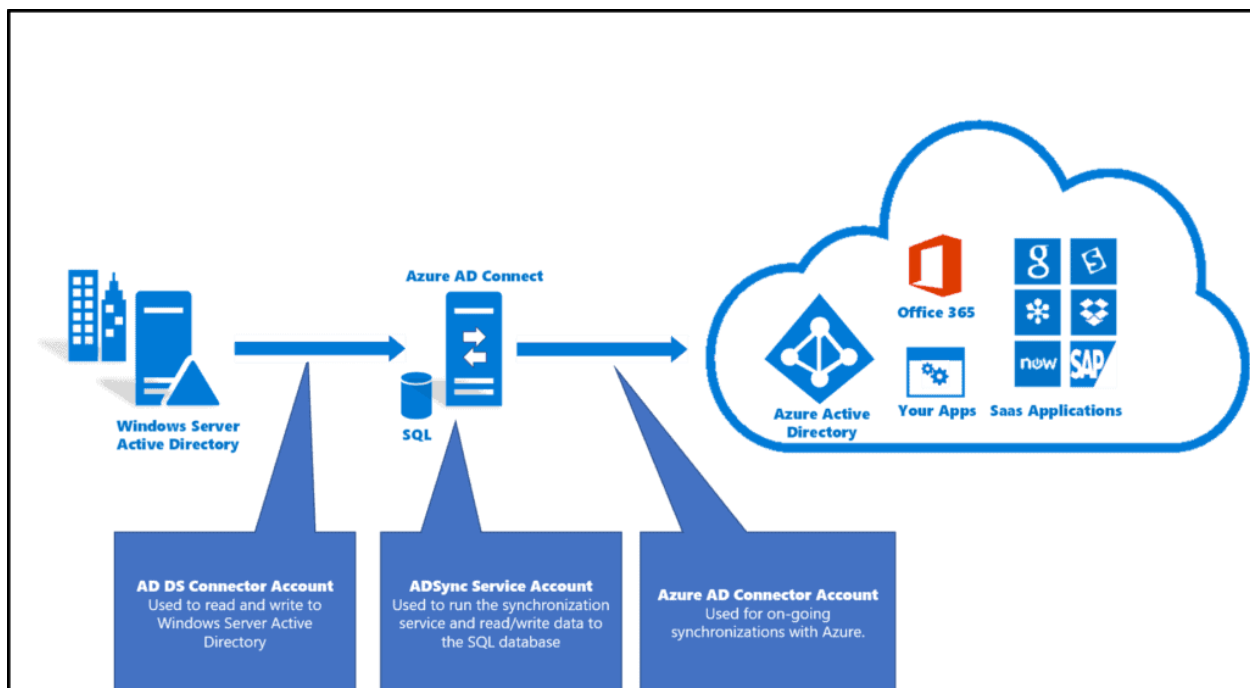 Azure AD Connect
Windows Server
Active Directory
SQL
Office 365
Azure Active
Directory
Your Apps
Saas Applications
g
S
now
SAP
AD DS Connector Account
Used to read and write to
Windows Server Active
Directory
ADSync Service Account
Used to run the synchronization
service and read/write data to
the SQL database
Azure AD Connector Account
Used for on-going
synchronizations with Azure.